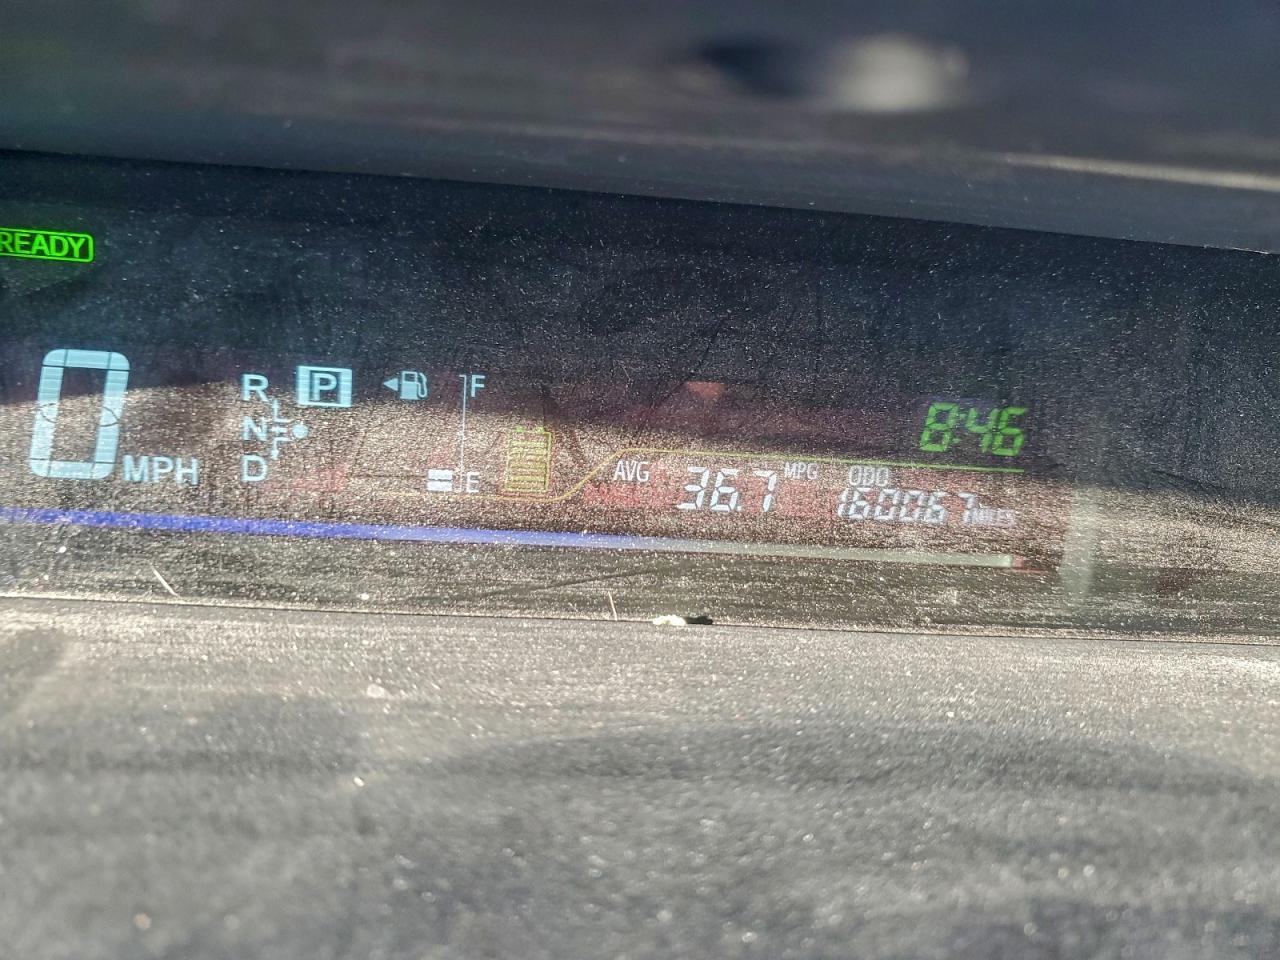 READY
0 MPH
R P
N
D
F
E
8:46
AVG 36.7 MPG
ODO
160067 MILES